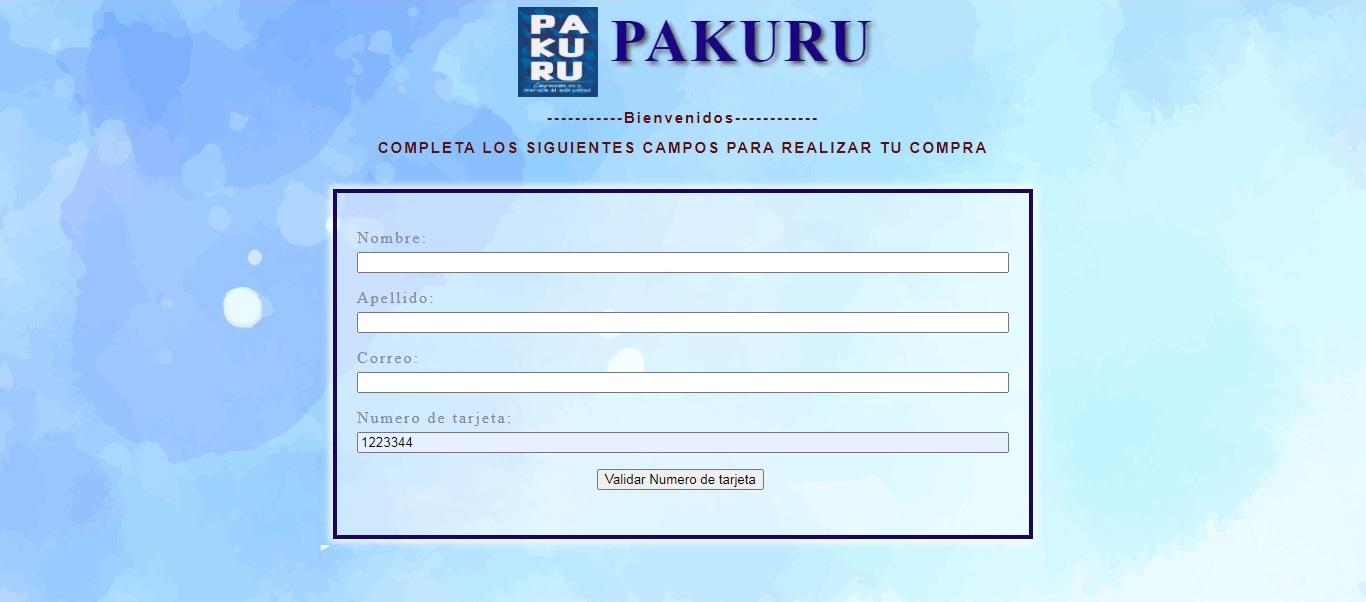 PA
KU
RU
PAKURU
-----------Bienvenidos------------
COMPLETA LOS SIGUIENTES CAMPOS PARA REALIZAR TU COMPRA
Nombre:
Apellido:
Correo:
Numero de tarjeta:
1223344
Validar Numero de tarjeta